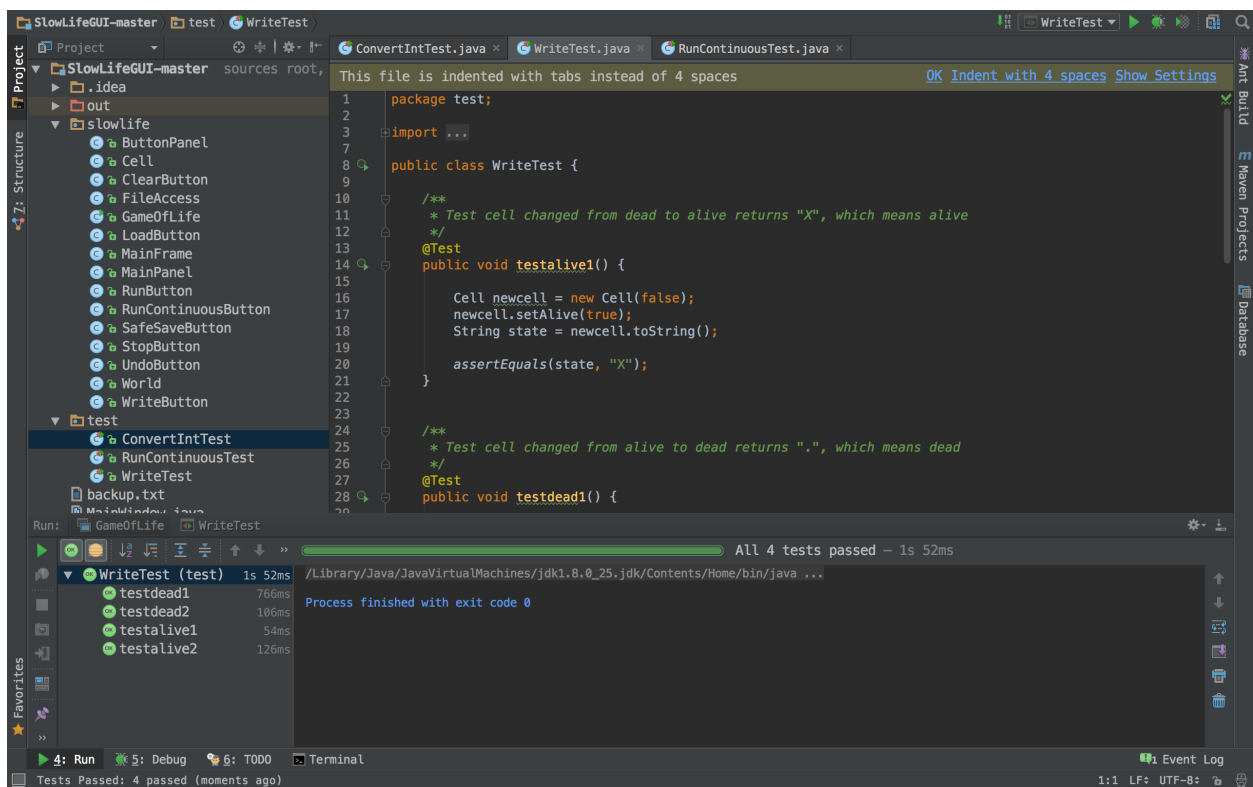 SlowLifeGUI-master test WriteTest WriteTest
Project
ConvertIntTest.java WriteTest.java RunContinuousTest.java
This file is indented with tabs instead of 4 spaces OK Indent with 4 spaces Show Settings
Project
Z: Structure
Favorites
SlowLifeGUI-master sources root,
.idea
out
slowlife
ButtonPanel
Cell
ClearButton
FileAccess
GameOfLife
LoadButton
MainFrame
MainPanel
RunButton
RunContinuousButton
SafeSaveButton
StopButton
UndoButton
World
WriteButton
test
ConvertIntTest
RunContinuousTest
WriteTest
backup.txt
MainWindow.java
1 package test;
2
3 import ...
7
8 public class WriteTest {
9
10 /**
11 * Test cell changed from dead to alive returns "X", which means alive
12 */
13 @Test
14 public void testalive1() {
15
16 Cell newcell = new Cell(false);
17 newcell.setAlive(true);
18 String state = newcell.toString();
19
20 assertEquals(state, "X");
21 }
22
23
24 /**
25 * Test cell changed from alive to dead returns ".", which means dead
26 */
27 @Test
28 public void testdead1() {
29
Ant Build
m Maven Projects
Database
Run: GameOfLife WriteTest
All 4 tests passed – 1s 52ms
WriteTest (test) 1s 52ms
testdead1 766ms
testdead2 106ms
testalive1 54ms
testalive2 126ms
/Library/Java/JavaVirtualMachines/jdk1.8.0_25.jdk/Contents/Home/bin/java ...
Process finished with exit code 0
4: Run 5: Debug 6: TODO Terminal 1 Event Log
Tests Passed: 4 passed (moments ago) 1:1 LF UTF-8